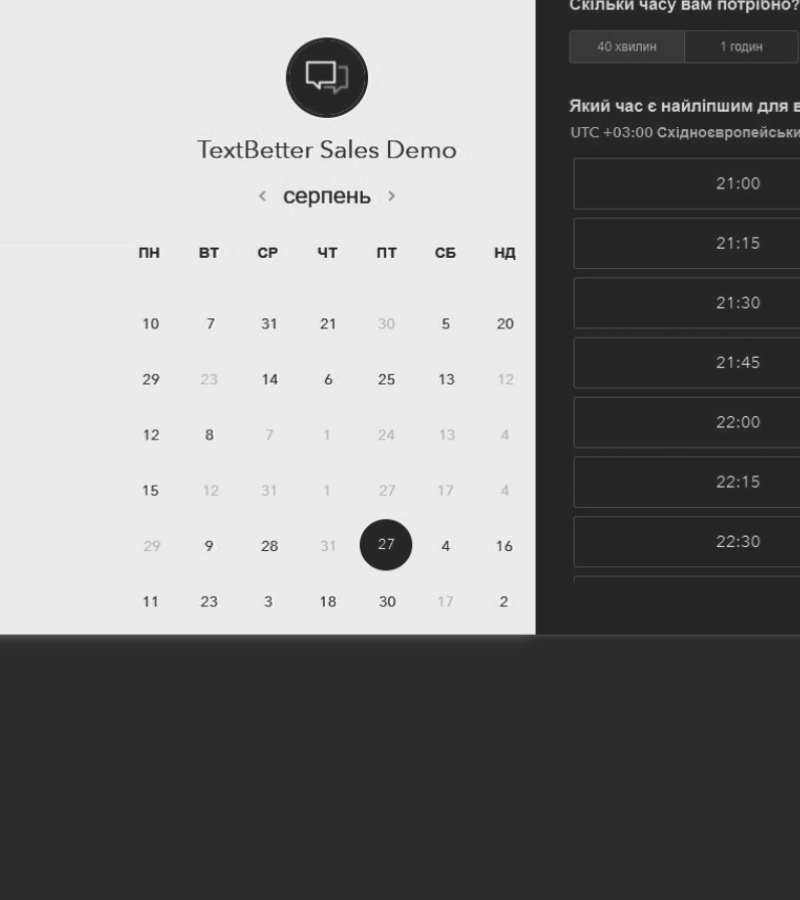 TextBetter Sales Demo
серпень
ПН ВТ СР ЧТ ПТ СБ НД
10 7 31 21 30 5 20
29 23 14 6 25 13 12
12 8 7 1 24 13 4
15 12 31 1 27 17 4
29 9 28 31 27 4 16
11 23 3 18 30 17 2
Скільки часу вам потрібно?
40 хвилин 1 годин
Який час є найліпшим для
UTC +03:00
21:00
21:15
21:30
21:45
22:00
22:15
22:30